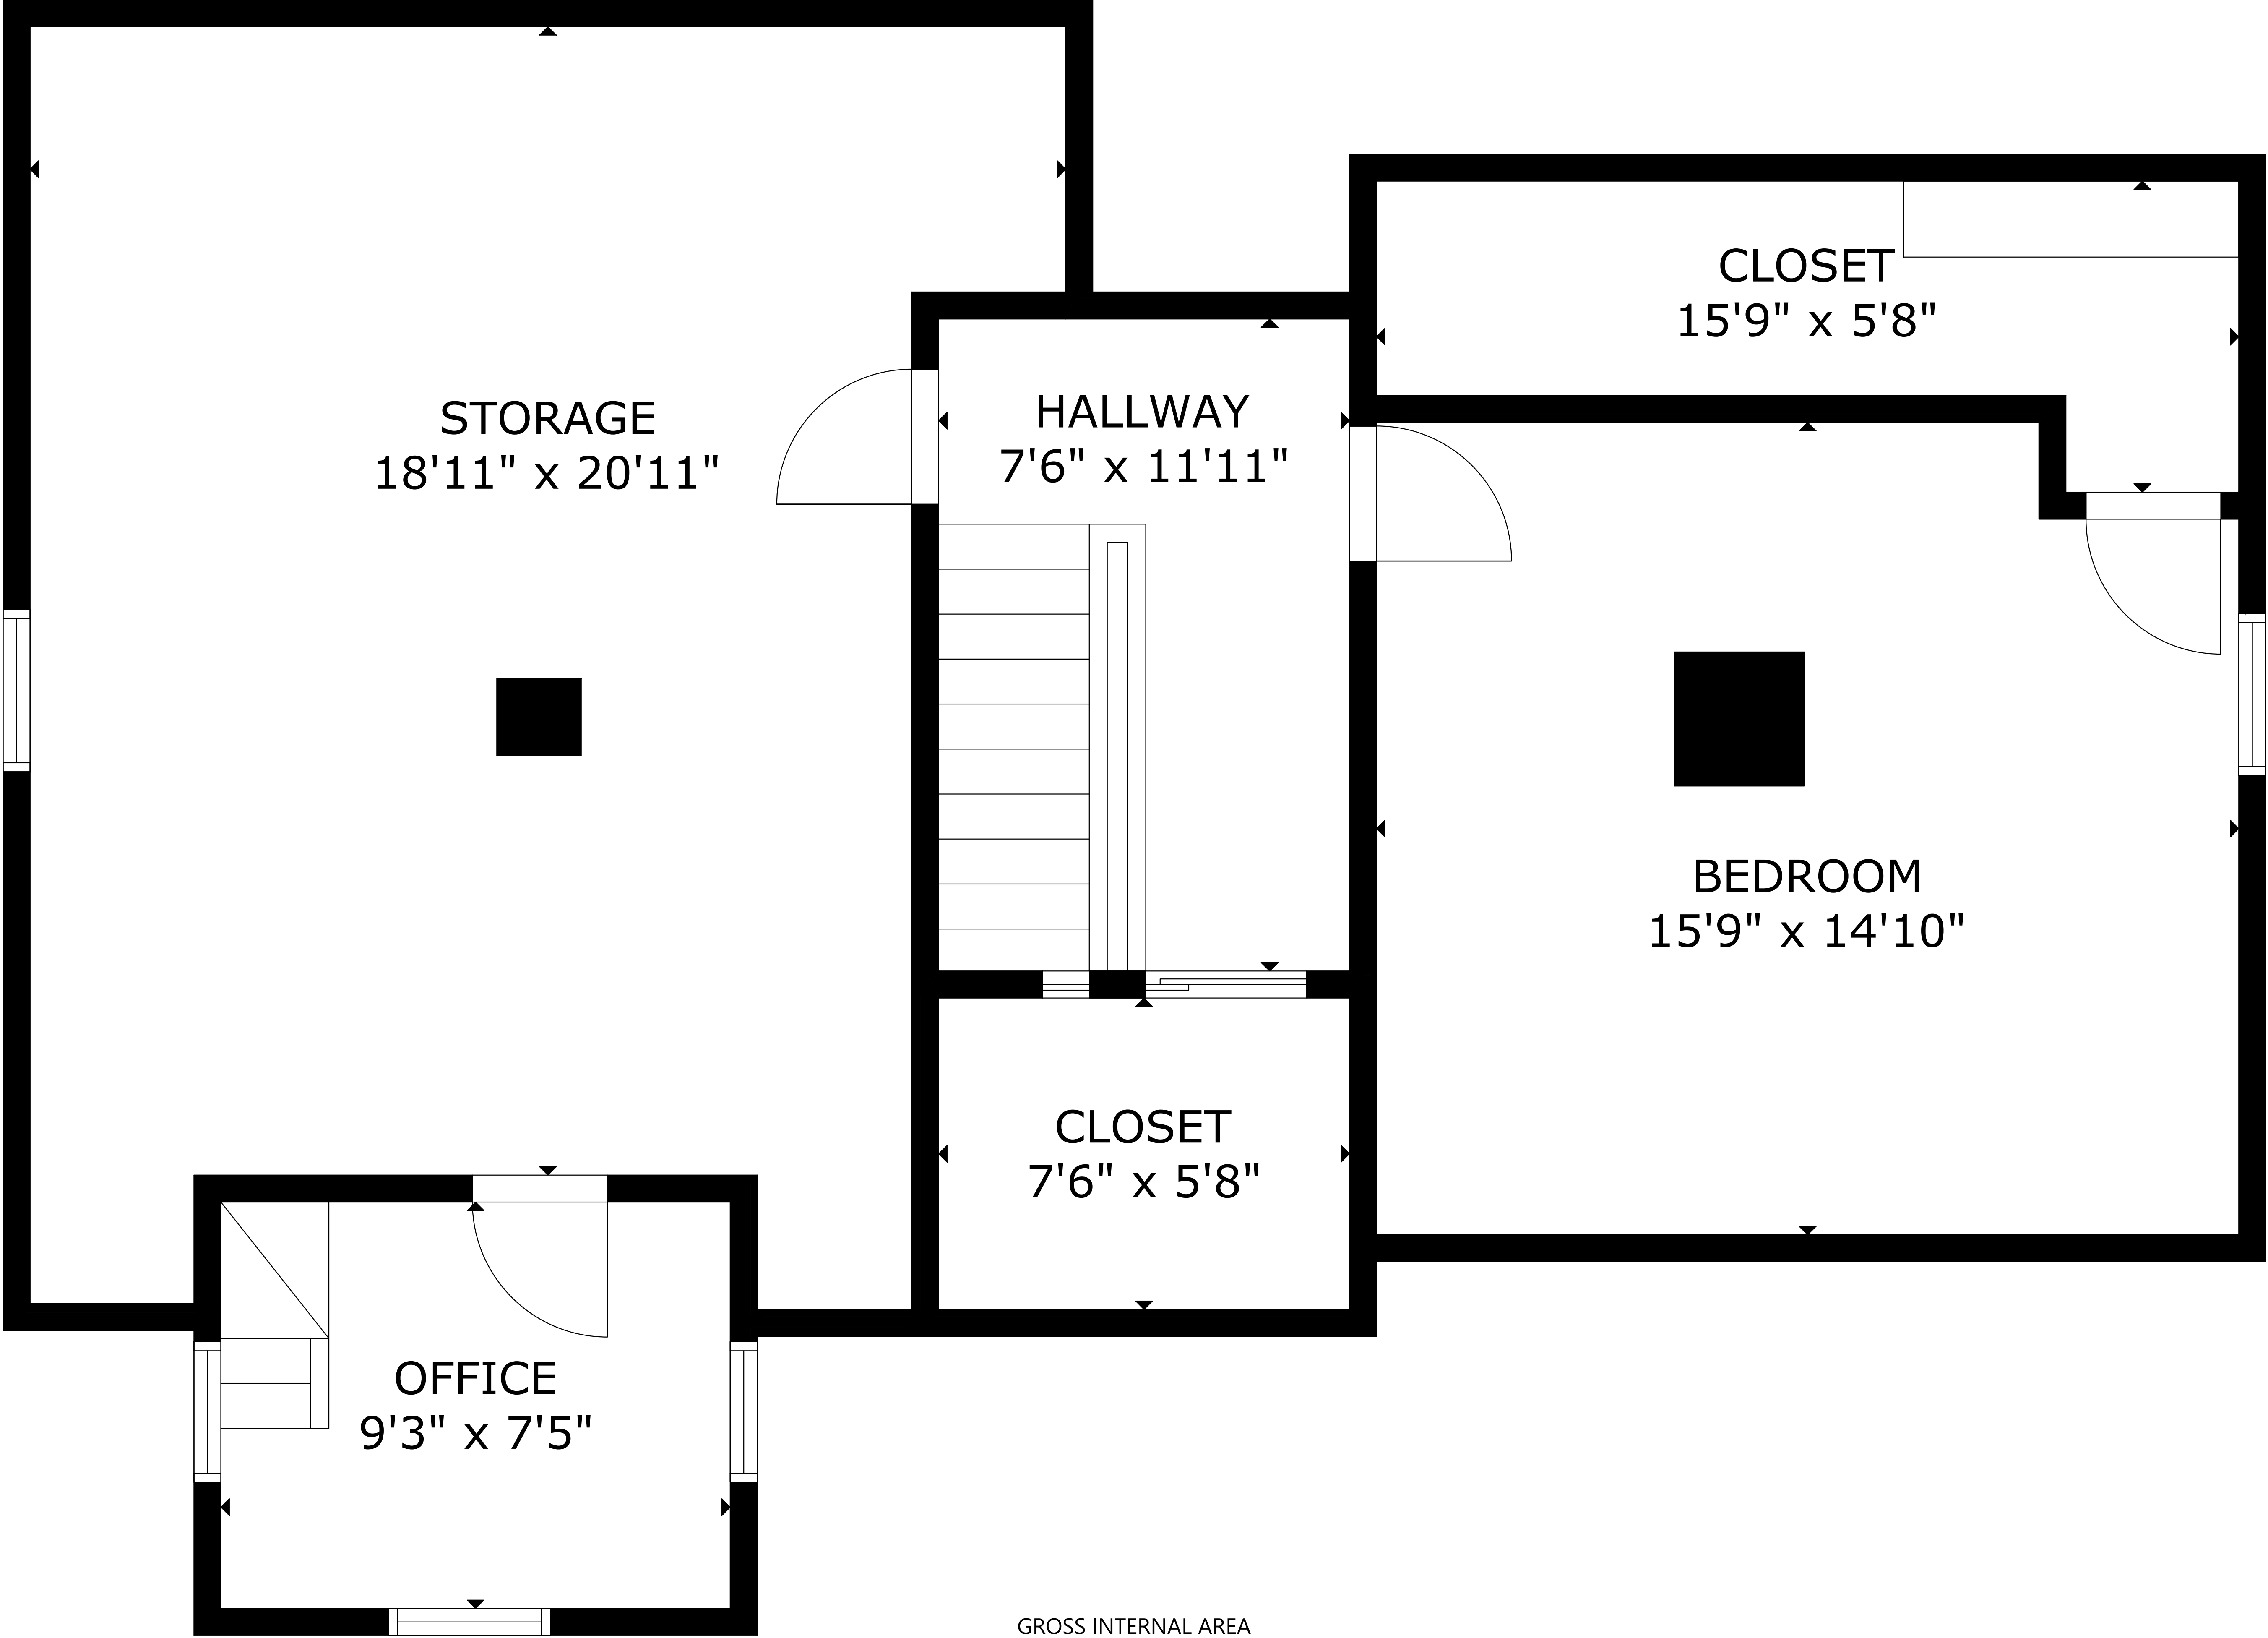 CLOSET
15'9" x 5'8"
STORAGE
18'11" x 20'11"
HALLWAY
7'6" x 11'11"
BEDROOM
15'9" x 14'10"
CLOSET
7'6" x 5'8"
OFFICE
9'3" x 7'5"
GROSS INTERNAL AREA